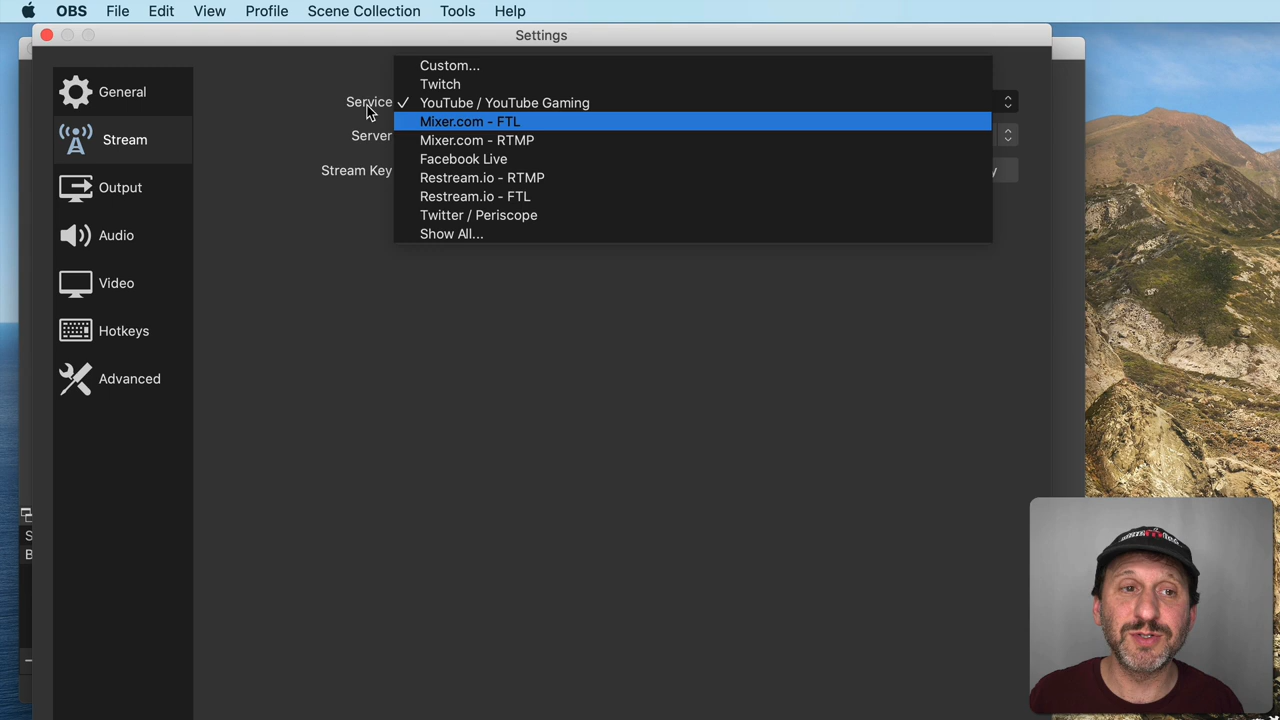 OBS File Edit View Profile Scene Collection Tools Help
Settings
General
Stream
Output
Audio
Video
Hotkeys
Advanced
Service
Server
Stream Key
Custom...
Twitch
✓ YouTube / YouTube Gaming
Mixer.com - FTL
Mixer.com - RTMP
Facebook Live
Restream.io - RTMP
Restream.io - FTL
Twitter / Periscope
Show All...
y
S
B